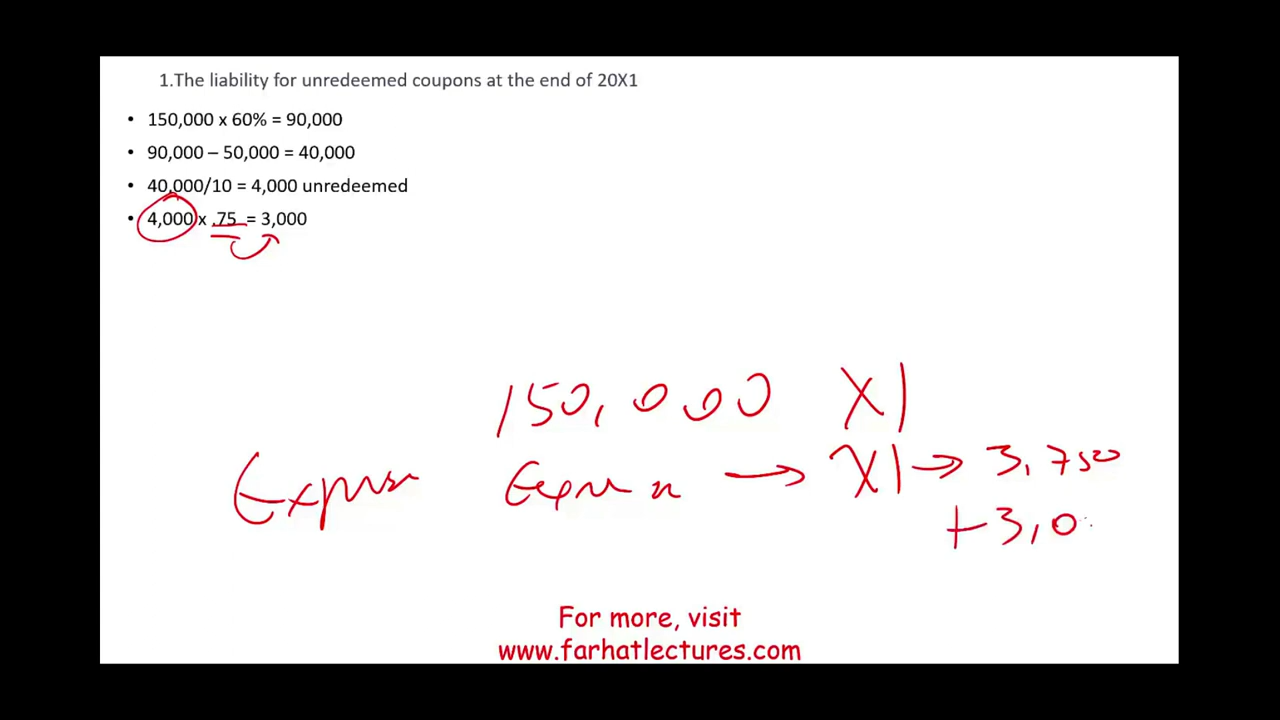 1.The liability for unredeemed coupons at the end of 20X1
• 150,000 x 60% = 90,000
• 90,000 – 50,000 = 40,000
• 40,000/10 = 4,000 unredeemed
• 4,000 x .75 = 3,000
150,000 X1
→ X1 → 3,750
+3,0
For more, visit
www.farhatlectures.com